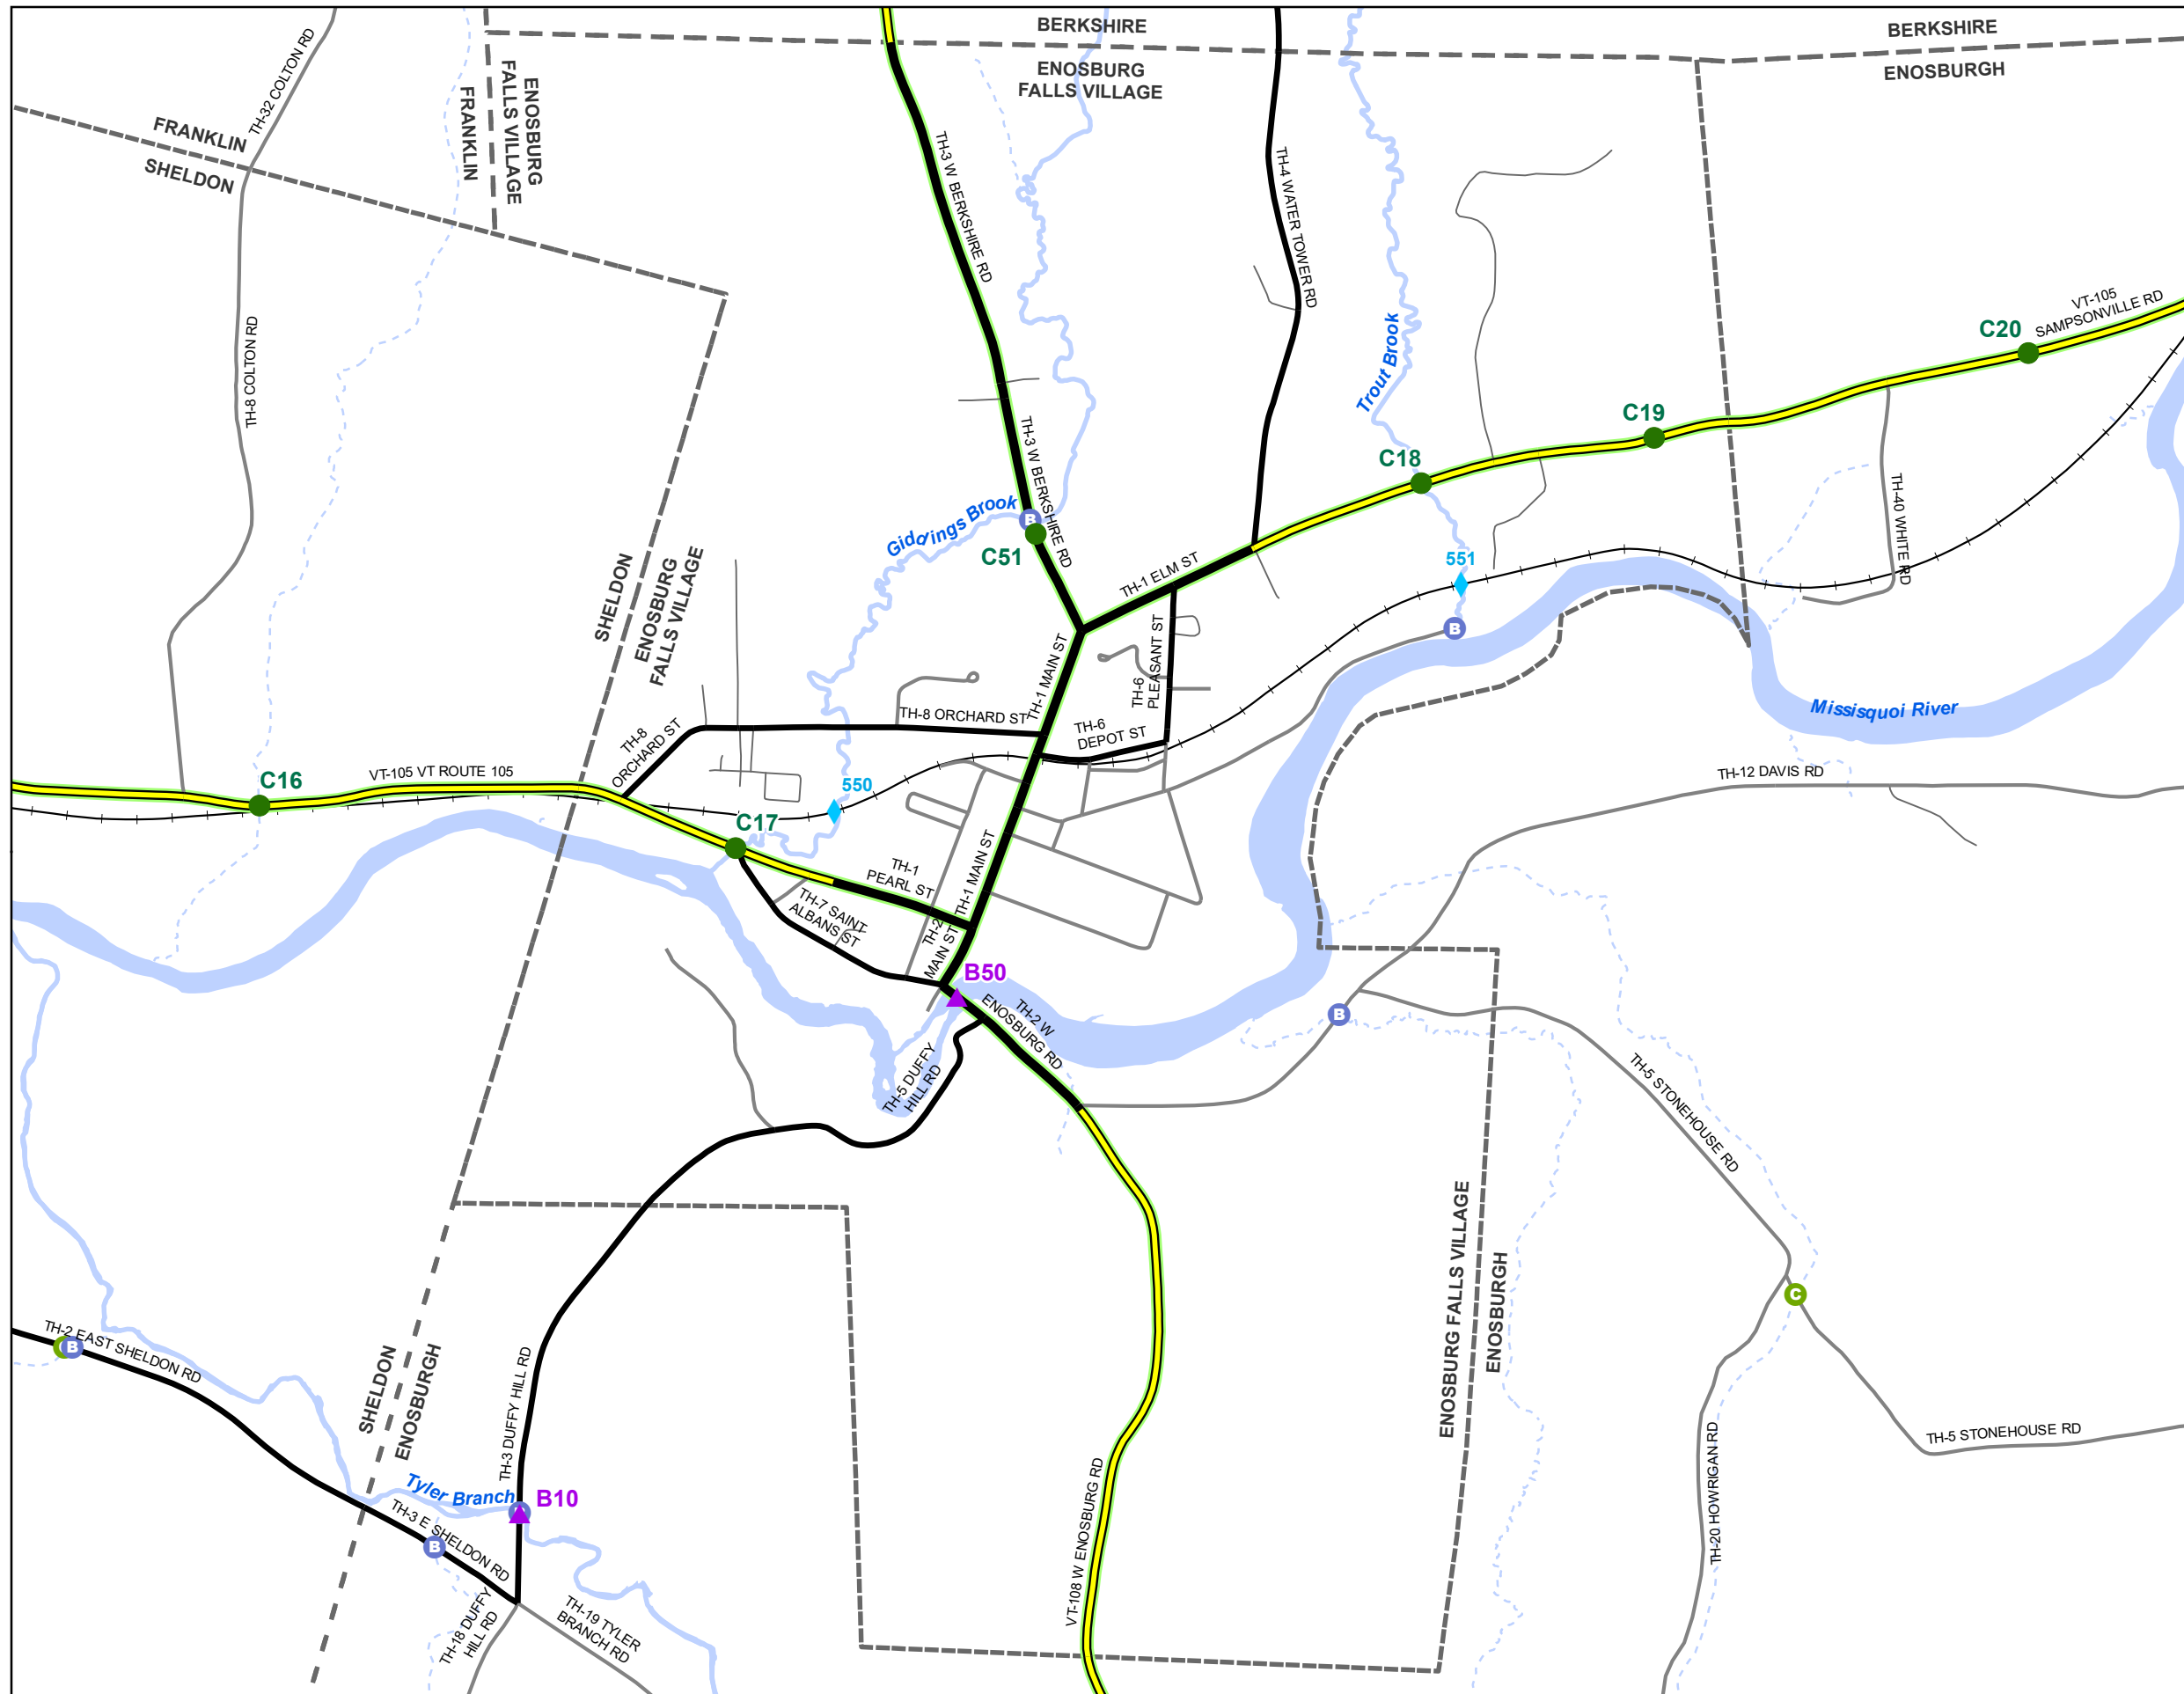 BERKSHIRE
ENOSBURG
FALLS VILLAGE
BERKSHIRE
ENOSBURGH
TH-32 COLTON RD
FRANKLIN
SHELDON
FRANKLIN
ENOSBURG
FALLS VILLAGE
TH-3 W BERKSHIRE RD
TH-4 WATER TOWER RD
TH-8 COLTON RD
Trout Brook
VT-105
SAMPSONVILLE RD
C20
C19
C18
TH-3 W BERKSHIRE RD
B
C51
Giddings Brook
TH-40 WHITE RD
SHELDON
ENOSBURG
FALLS VILLAGE
TH-1 ELM ST
551
B
TH-6
PLEASANT ST
TH-1 MAIN ST
TH-8 ORCHARD ST
TH-6
DEPOT ST
TH-8
ORCHARD ST
Missisquoi River
TH-12 DAVIS RD
C16
VT-105 VT ROUTE 105
550
C17
TH-1
PEARL ST
TH-1 MAIN ST
TH-7 SAINT
ALBANS ST
TH-2
MAIN ST
B50
TH-2 W
ENOSBURG RD
B
TH-5 DUFFY
HILL RD
TH-5 STONEHOUSE RD
ENOSBURG FALLS VILLAGE
ENOSBURGH
C
TH-2 EAST SHELDON RD
B
SHELDON
ENOSBURGH
TH-3 DUFFY HILL RD
TH-5 STONEHOUSE RD
TH-20 HOWRIGAN RD
VT-108 W ENOSBURG RD
Tyler Branch
B10
TH-3 E SHELDON RD
B
TH-18 DUFFY
HILL RD
TH-19 TYLER
BRANCH RD